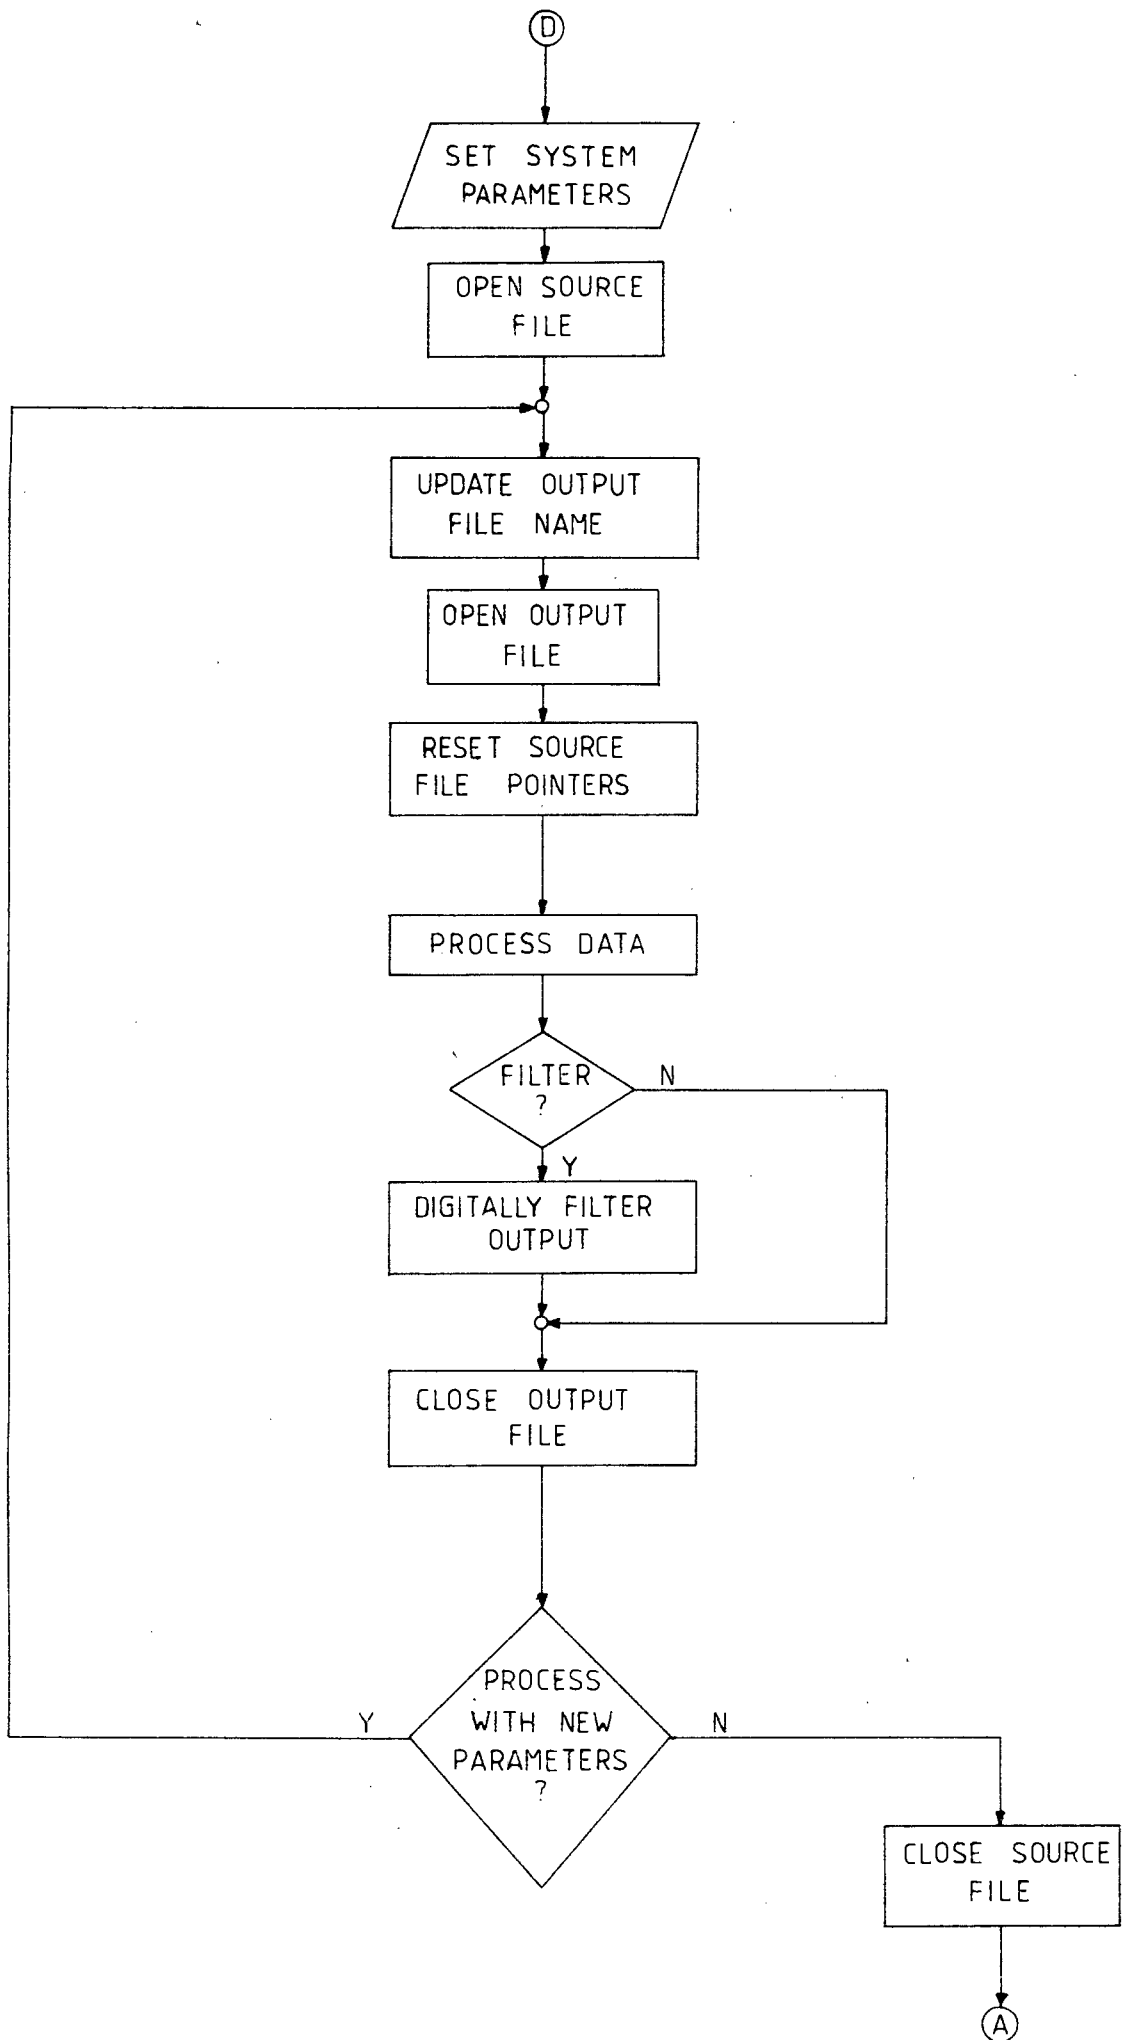 D
SET SYSTEM
PARAMETERS
OPEN SOURCE
FILE
UPDATE OUTPUT
FILE NAME
OPEN OUTPUT
FILE
RESET SOURCE
FILE POINTERS
PROCESS DATA
FILTER
?
N
Y
DIGITALLY FILTER
OUTPUT
CLOSE OUTPUT
FILE
PROCESS
WITH NEW
PARAMETERS
?
Y
N
CLOSE SOURCE
FILE
A